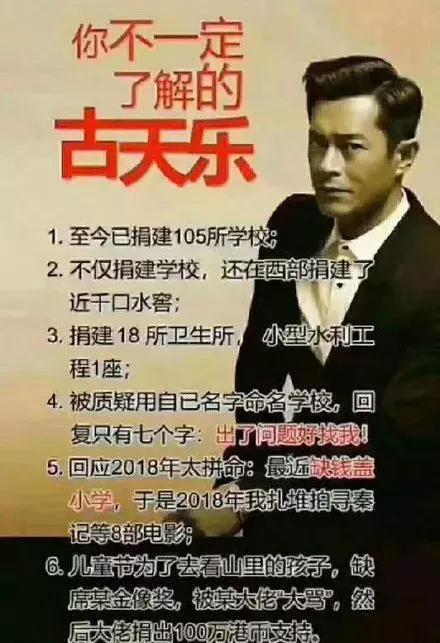 你不一定
了解的
古天乐
1. 至今已捐建105所学校;
2. 不仅捐建学校，还在西部捐建了
近千口水窖;
3. 捐建18所卫生所， 小型水利工
程1座;
4. 被质疑用自己名字命名学校，回
复只有七个字: 出了问题好找我!
5. 回应2018年太拼命: 最近缺钱盖
小学，于是2018年我扎堆拍寻秦
记等8部电影;
6. 儿童节为了去看山里的孩子，缺
席某金像奖，被某大佬"大骂"，然
后大佬捐出100万港币支持。